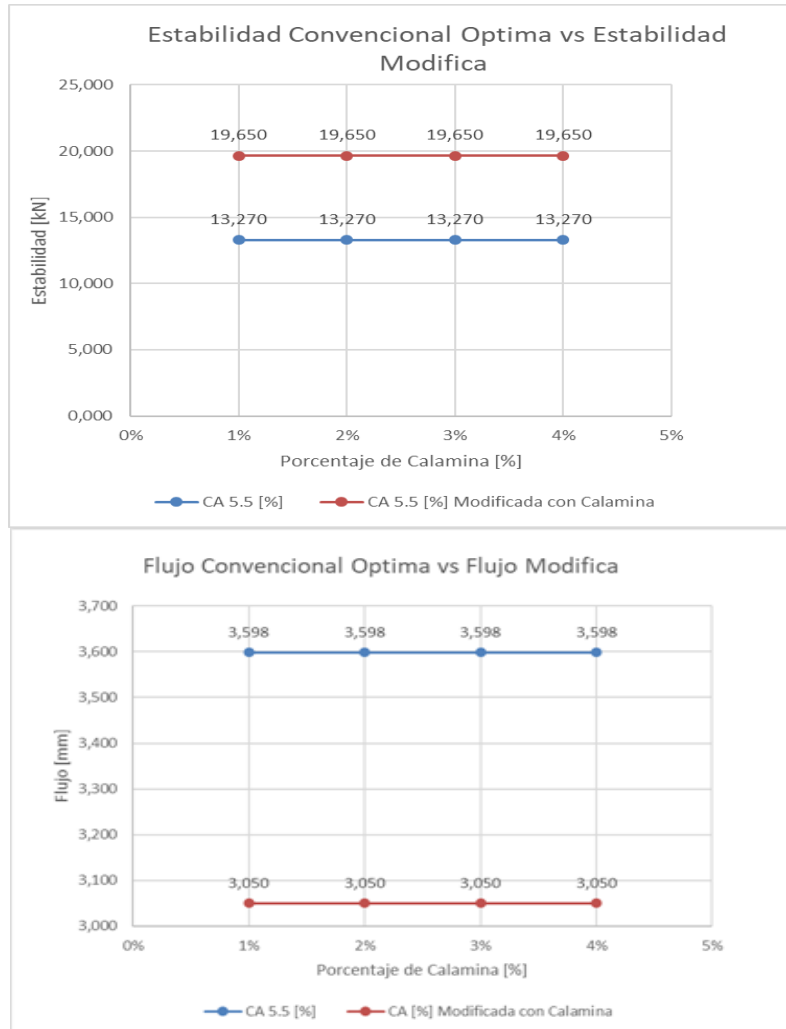 Estabilidad Convencional Optima vs Estabilidad
Modifica
25,000
20,000
15,000
10,000
5,000
0,000
Estabilidad [kN]
19,650 19,650 19,650 19,650
13,270 13,270 13,270 13,270
0% 1% 2% 3% 4% 5%
Porcentaje de Calamina [%]
CA 5.5 [%] CA 5.5 [%] Modificada con Calamina
Flujo Convencional Optima vs Flujo Modifica
3,700
3,600
3,500
3,400
3,300
3,200
3,100
3,000
Flujo [mm]
3,598 3,598 3,598 3,598
3,050 3,050 3,050 3,050
0% 1% 2% 3% 4% 5%
Porcentaje de Calamina [%]
CA 5.5 [%] CA [%] Modificada con Calamina